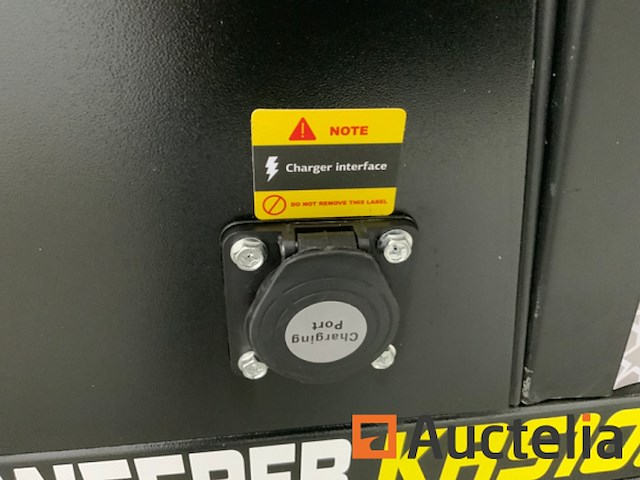 NOTE
Charger interface
DO NOT REMOVE THIS LABEL
Charging
Port
Auctelia